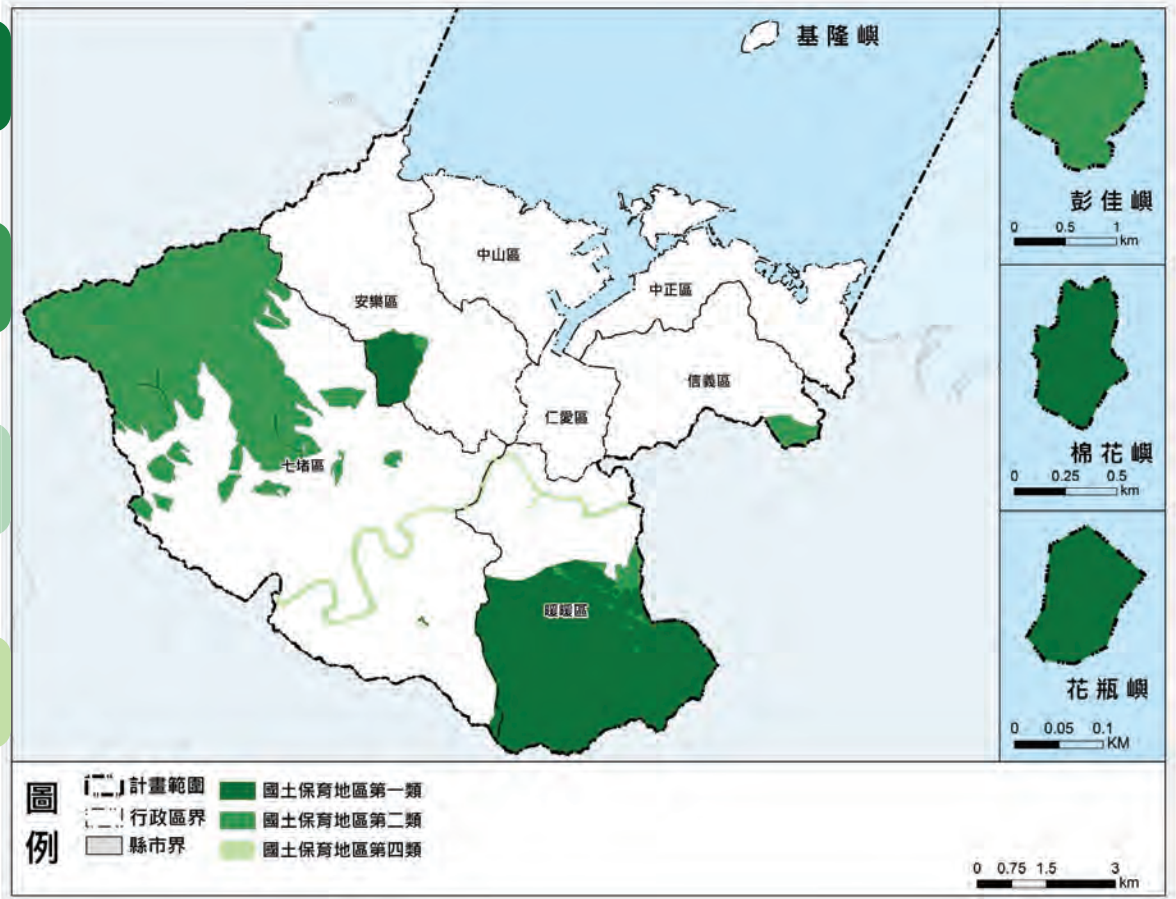 基隆嶼
中山區
安樂區
中正區
信義區
仁愛區
七堵區
暖暖區
彭佳嶼
0 0.5 1
km
棉花嶼
0 0.25 0.5
km
花瓶嶼
0 0.05 0.1
KM
圖例
計畫範圍
行政區界
縣市界
國土保育地區第一類
國土保育地區第二類
國土保育地區第四類
0 0.75 1.5 3
km